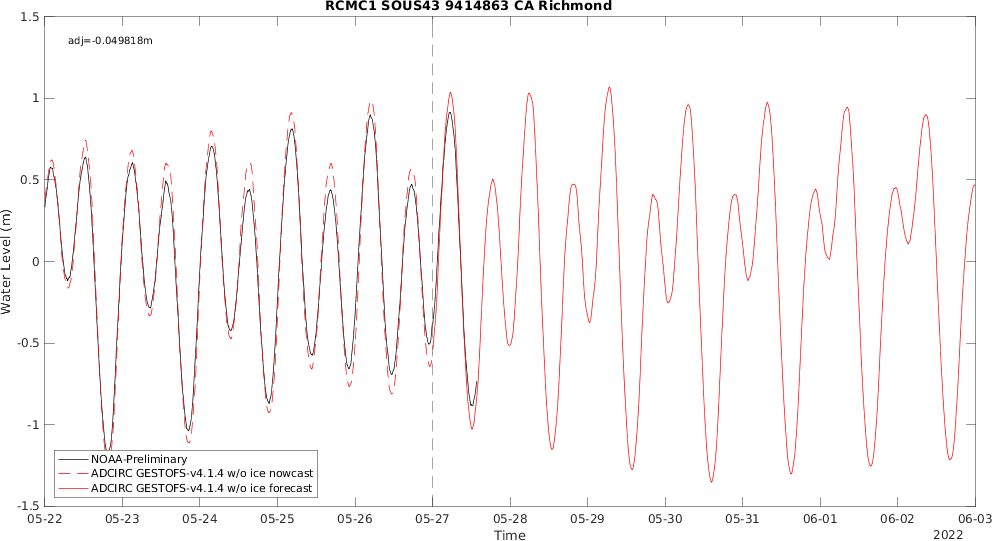 RCMC1 SOUS43 9414863 CA Richmond
adj=-0.049818m
1.5
1
0.5
0
-0.5
-1
-1.5
Water Level (m)
NOAA-Preliminary
ADCIRC GESTOFS-v4.1.4 w/o ice nowcast
ADCIRC GESTOFS-v4.1.4 w/o ice forecast
05-22 05-23 05-24 05-25 05-26 05-27 05-28 05-29 05-30 05-31 06-01 06-02 06-03
Time
2022